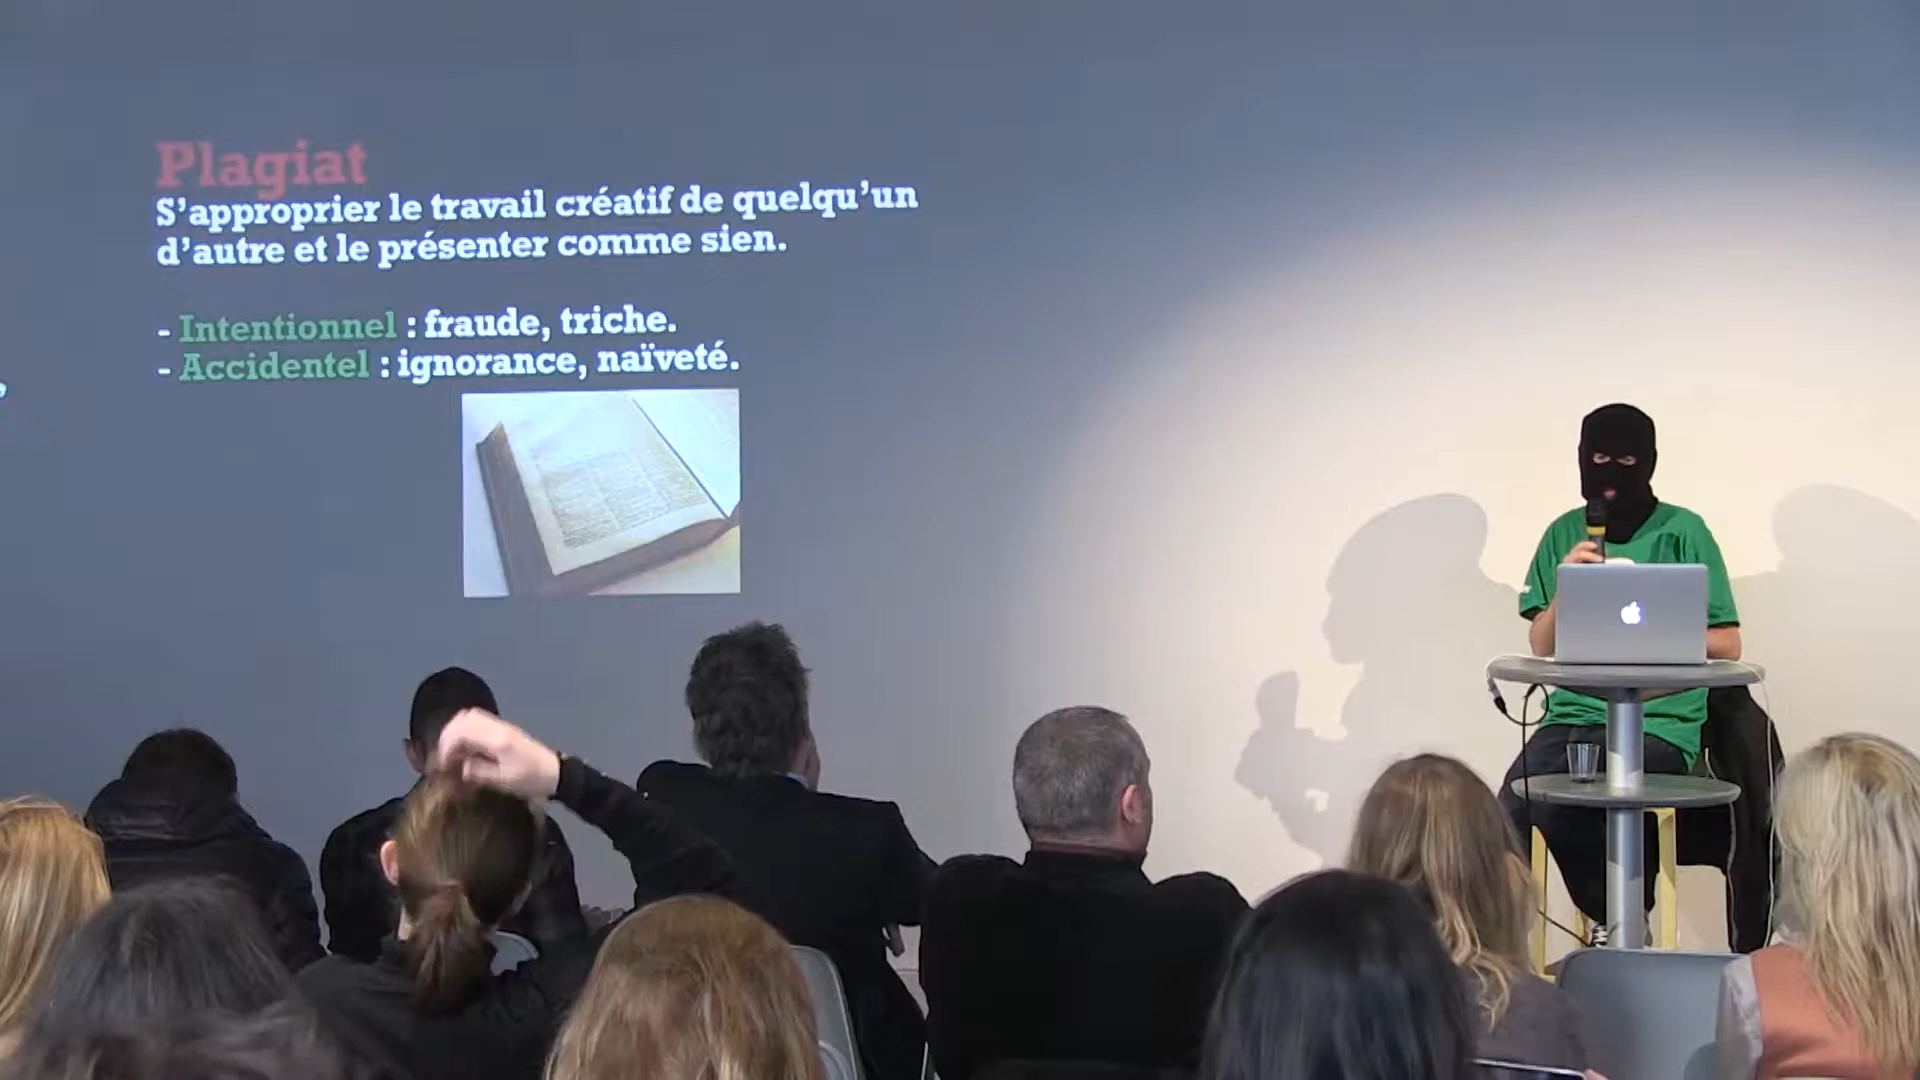 Plagiat
S’approprier le travail créatif de quelqu’un
d’autre et le présenter comme sien.
- Intentionnel : fraude, triche.
- Accidentel : ignorance, naïveté.